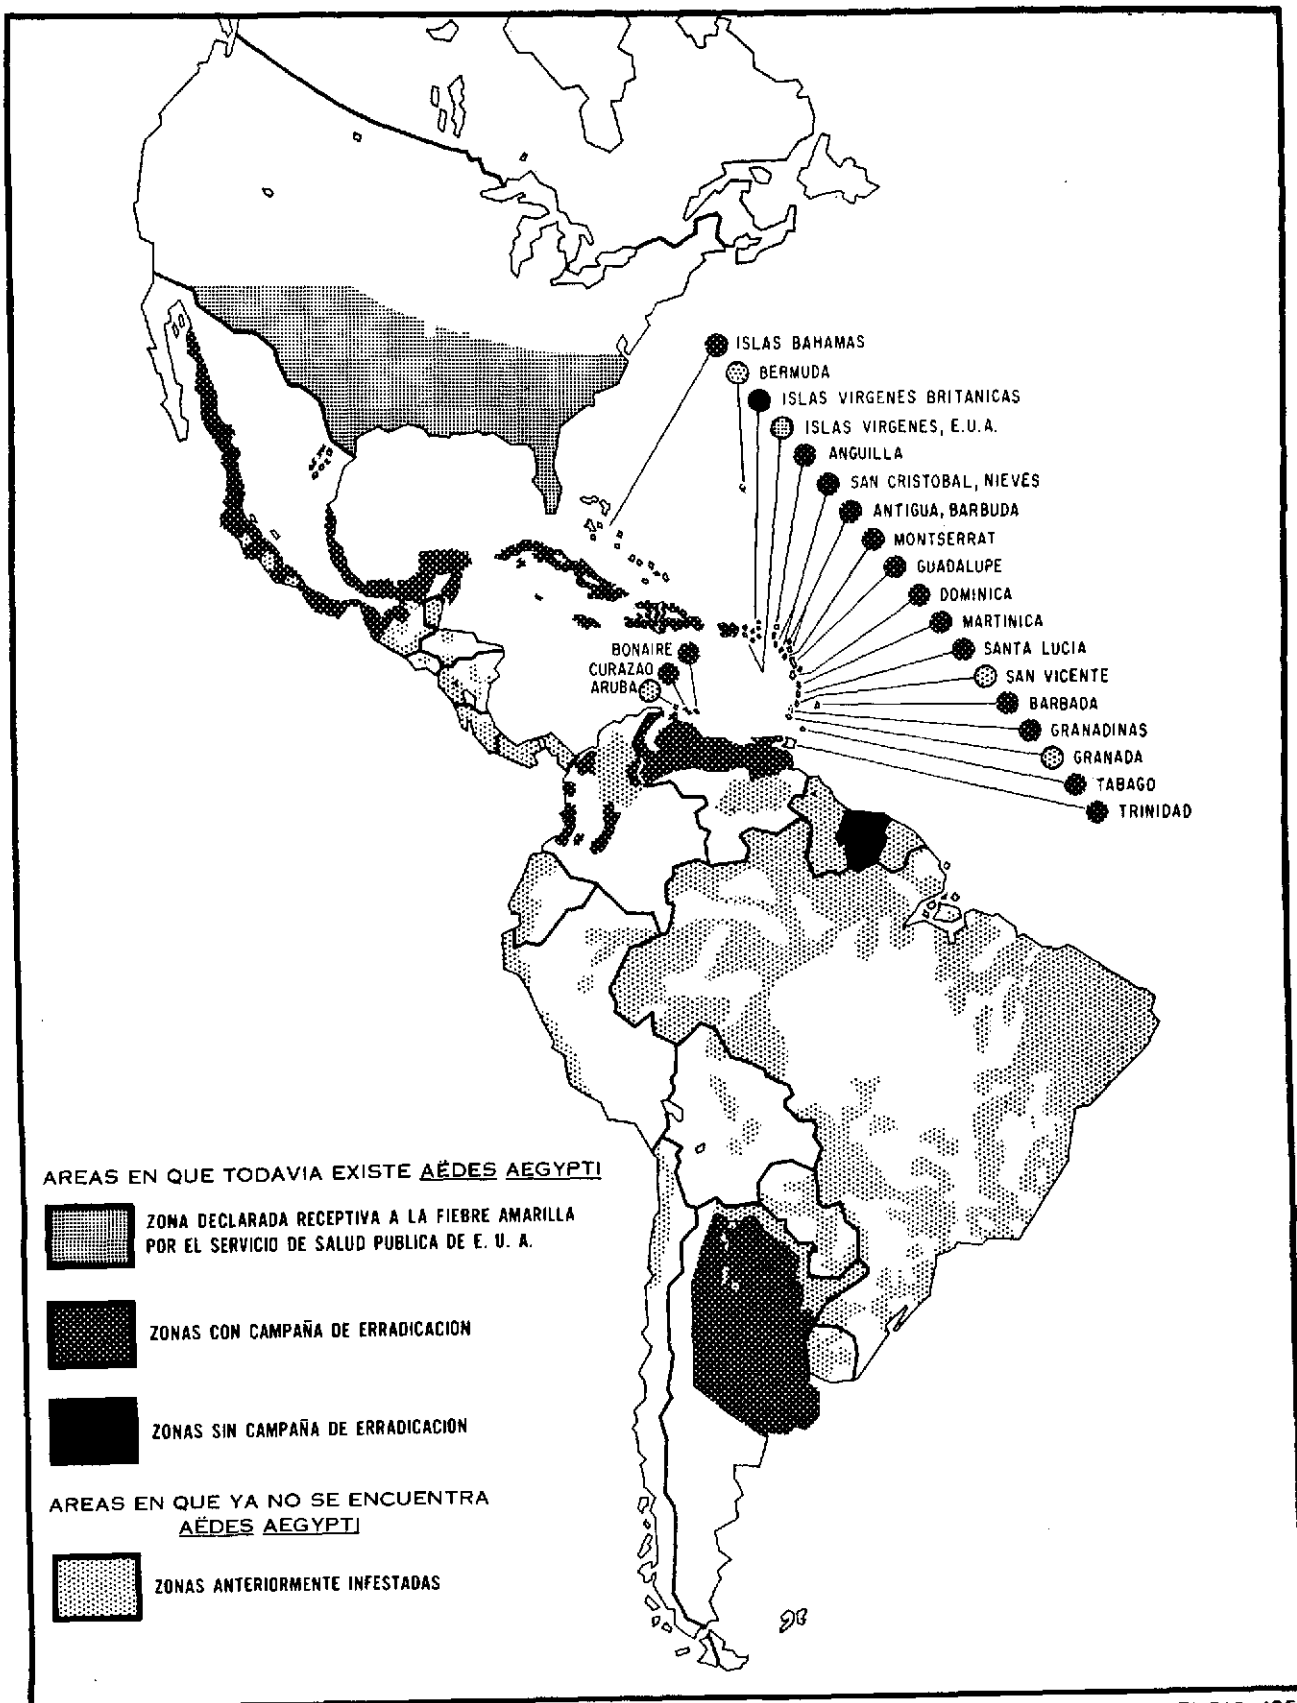 ISLAS BAHAMAS
BERMUDA
ISLAS VIRGENES BRITANICAS
ISLAS VIRGENES, E.U.A.
ANGUILLA
SAN CRISTOBAL, NIEVES
ANTIGUA, BARBUDA
MONTSERRAT
GUADALUPE
DOMINICA
MARTINICA
SANTA LUCIA
SAN VICENTE
BARBADA
GRANADINAS
GRANADA
TABAGO
TRINIDAD
BONAIRE
CURAZAO
ARUBA
AREAS EN QUE TODAVIA EXISTE AËDES AEGYPTI
ZONA DECLARADA RECEPTIVA A LA FIEBRE AMARILLA
POR EL SERVICIO DE SALUD PUBLICA DE E. U. A.
ZONAS CON CAMPAÑA DE ERRADICACION
ZONAS SIN CAMPAÑA DE ERRADICACION
AREAS EN QUE YA NO SE ENCUENTRA
AËDES AEGYPTI
ZONAS ANTERIORMENTE INFESTADAS